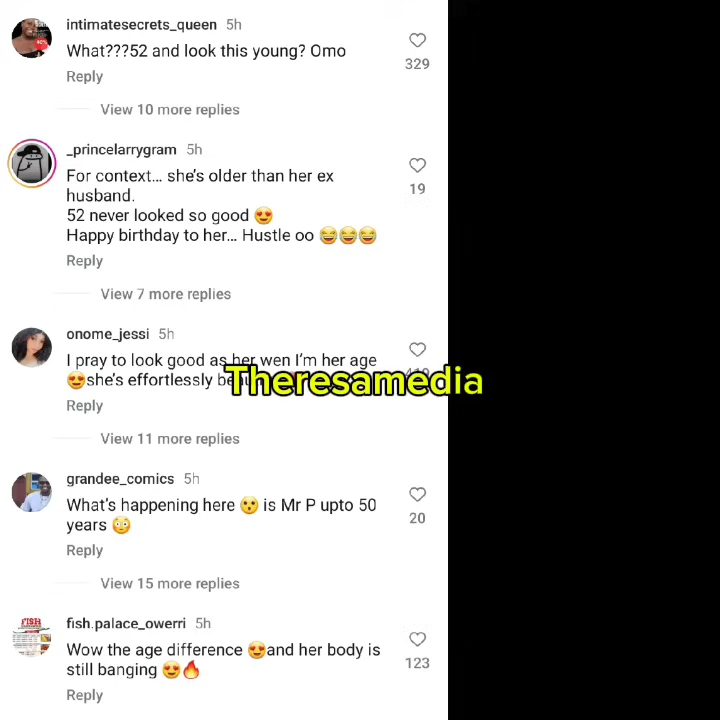 intimatesecrets_queen 5h
What???52 and look this young? Omo
329
Reply
View 10 more replies
_princelarrygram 5h
For context... she's older than her ex
husband.
19
52 never looked so good 😍
Happy birthday to her... Hustle oo 😂😂😂
Reply
View 7 more replies
onome_jessi 5h
I pray to look good as her wen I'm her age
😍she's effortlessly
Theresamedia
Reply
View 11 more replies
grandee_comics 5h
What's happening here 😯 is Mr P upto 50
years 😳
20
Reply
View 15 more replies
FISH
fish.palace_owerri 5h
Wow the age difference 😍and her body is
still banging 😍🔥
123
Reply